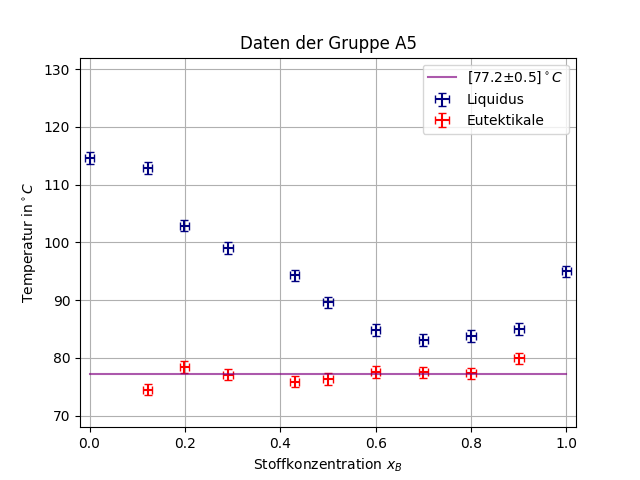 Daten der Gruppe A5
[77.2±0.5]°C
Liquidus
Eutektikale
Temperatur in °C
130
120
110
100
90
80
70
0.0 0.2 0.4 0.6 0.8 1.0
Stoffkonzentration x_B